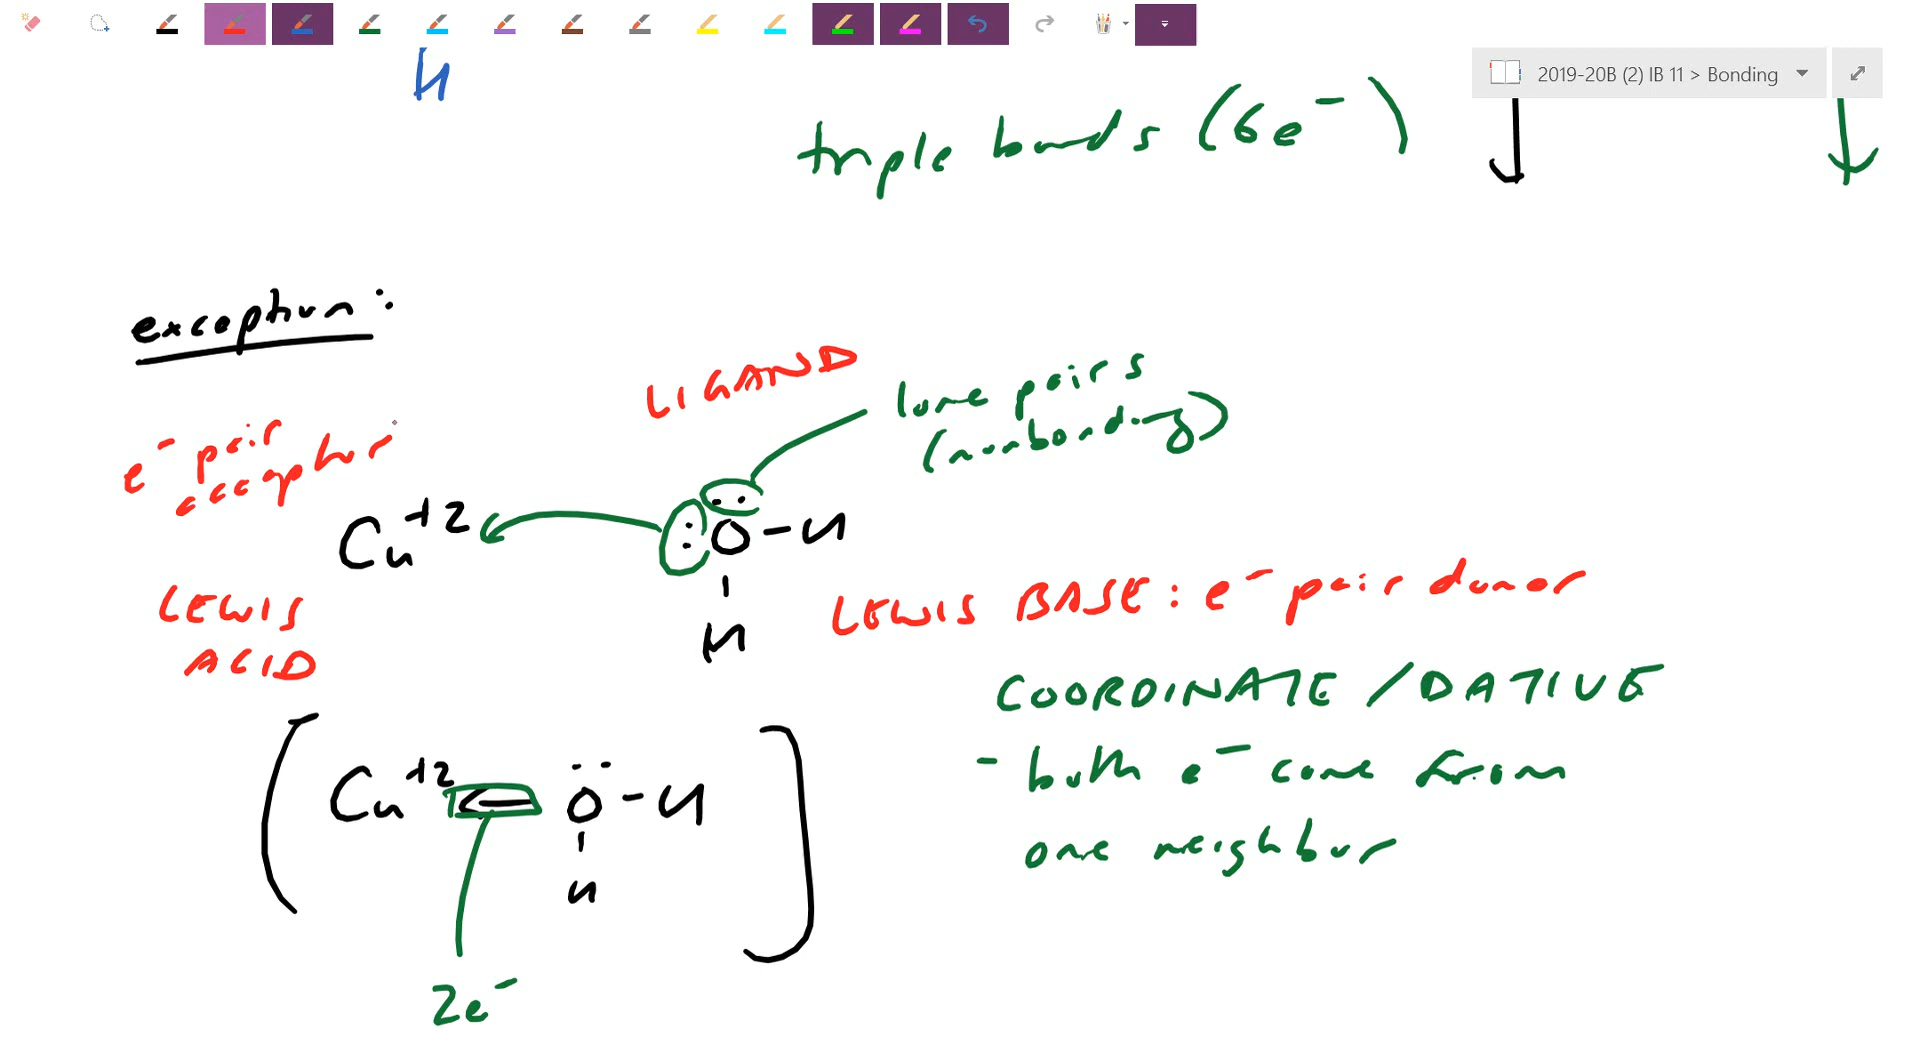 H
2019-20B (2) IB 11 > Bonding
triple bonds (6e⁻)
exception:
LIGAND
lone pairs
(nonbonding)
e⁻ pair
acceptor
Cu⁺²
:Ö-H
H
LEWIS
ACID
LEWIS BASE: e⁻ pair donor
COORDINATE/DATIVE
- both e⁻ come from
one neighbor
Cu⁺² ← Ö-H
H
2e⁻